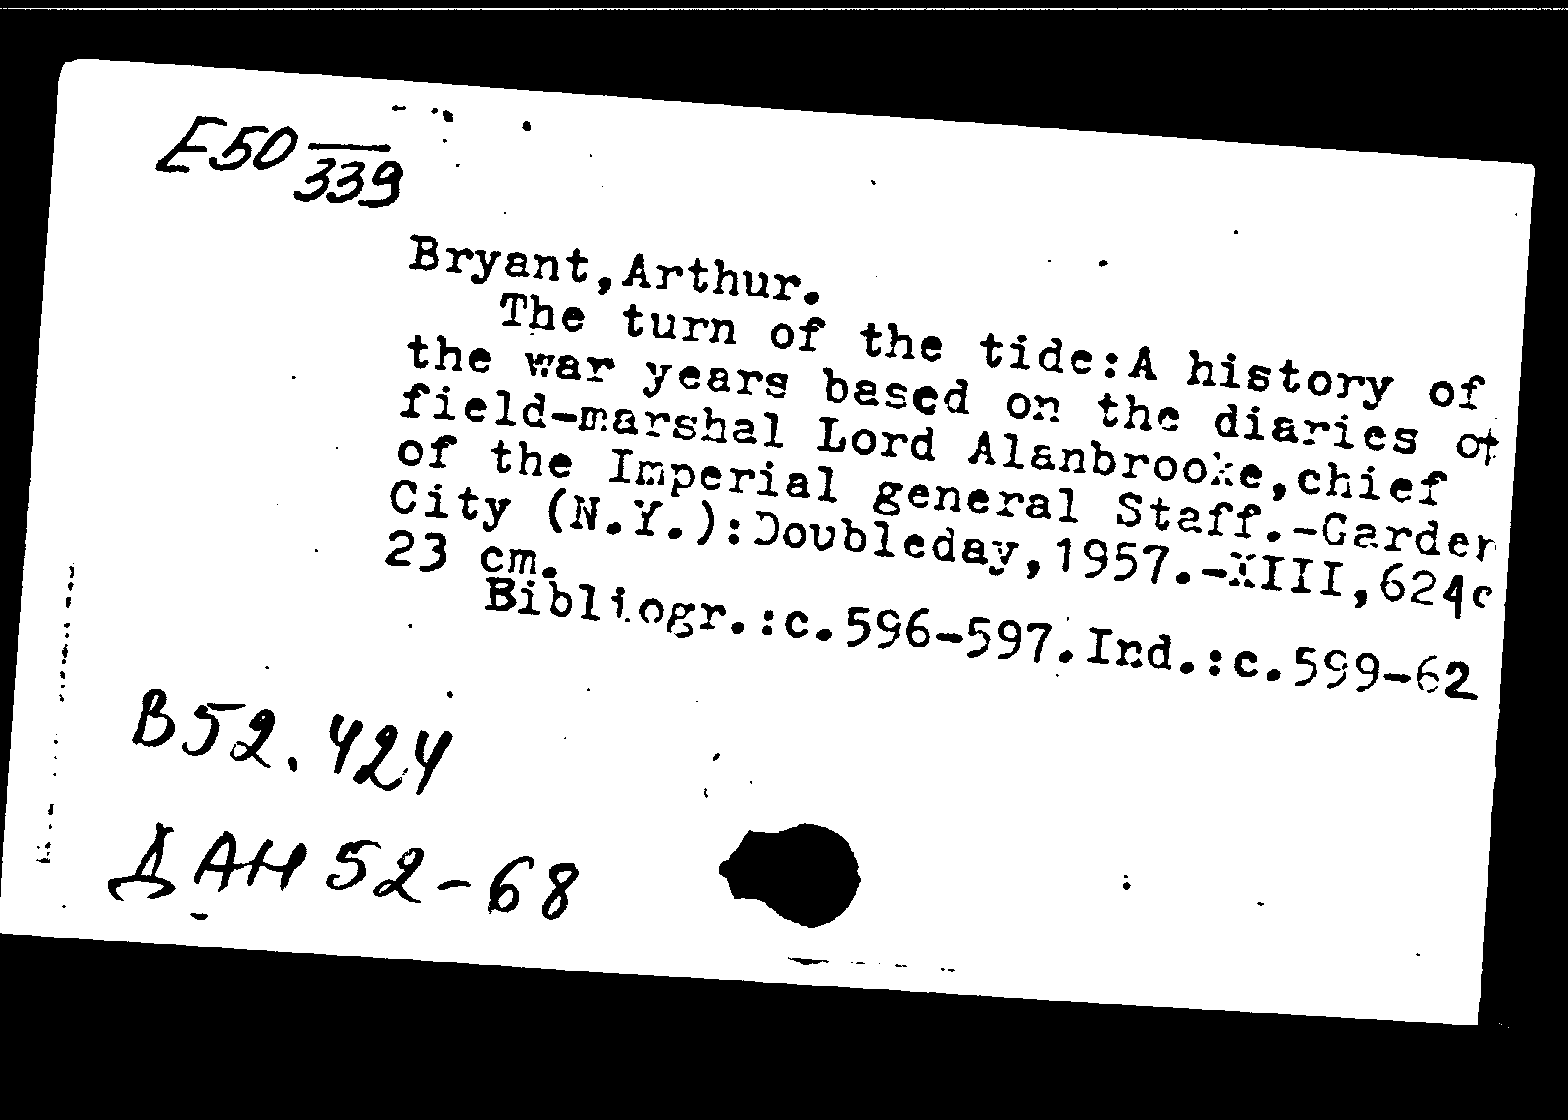 E50 339
Bryant,Arthur.
The turn of the tide:A history of
the war years based on the diaries of
field-marshal Lord Alanbrooke,chief
of the Imperial general Staff.-Garden
City (N.Y.):Doubleday,1957.-XIII,624c
23 cm.
Bibliogr.:c.596-597.Ind.:c.599-62
B52.424
ДАН 52-68